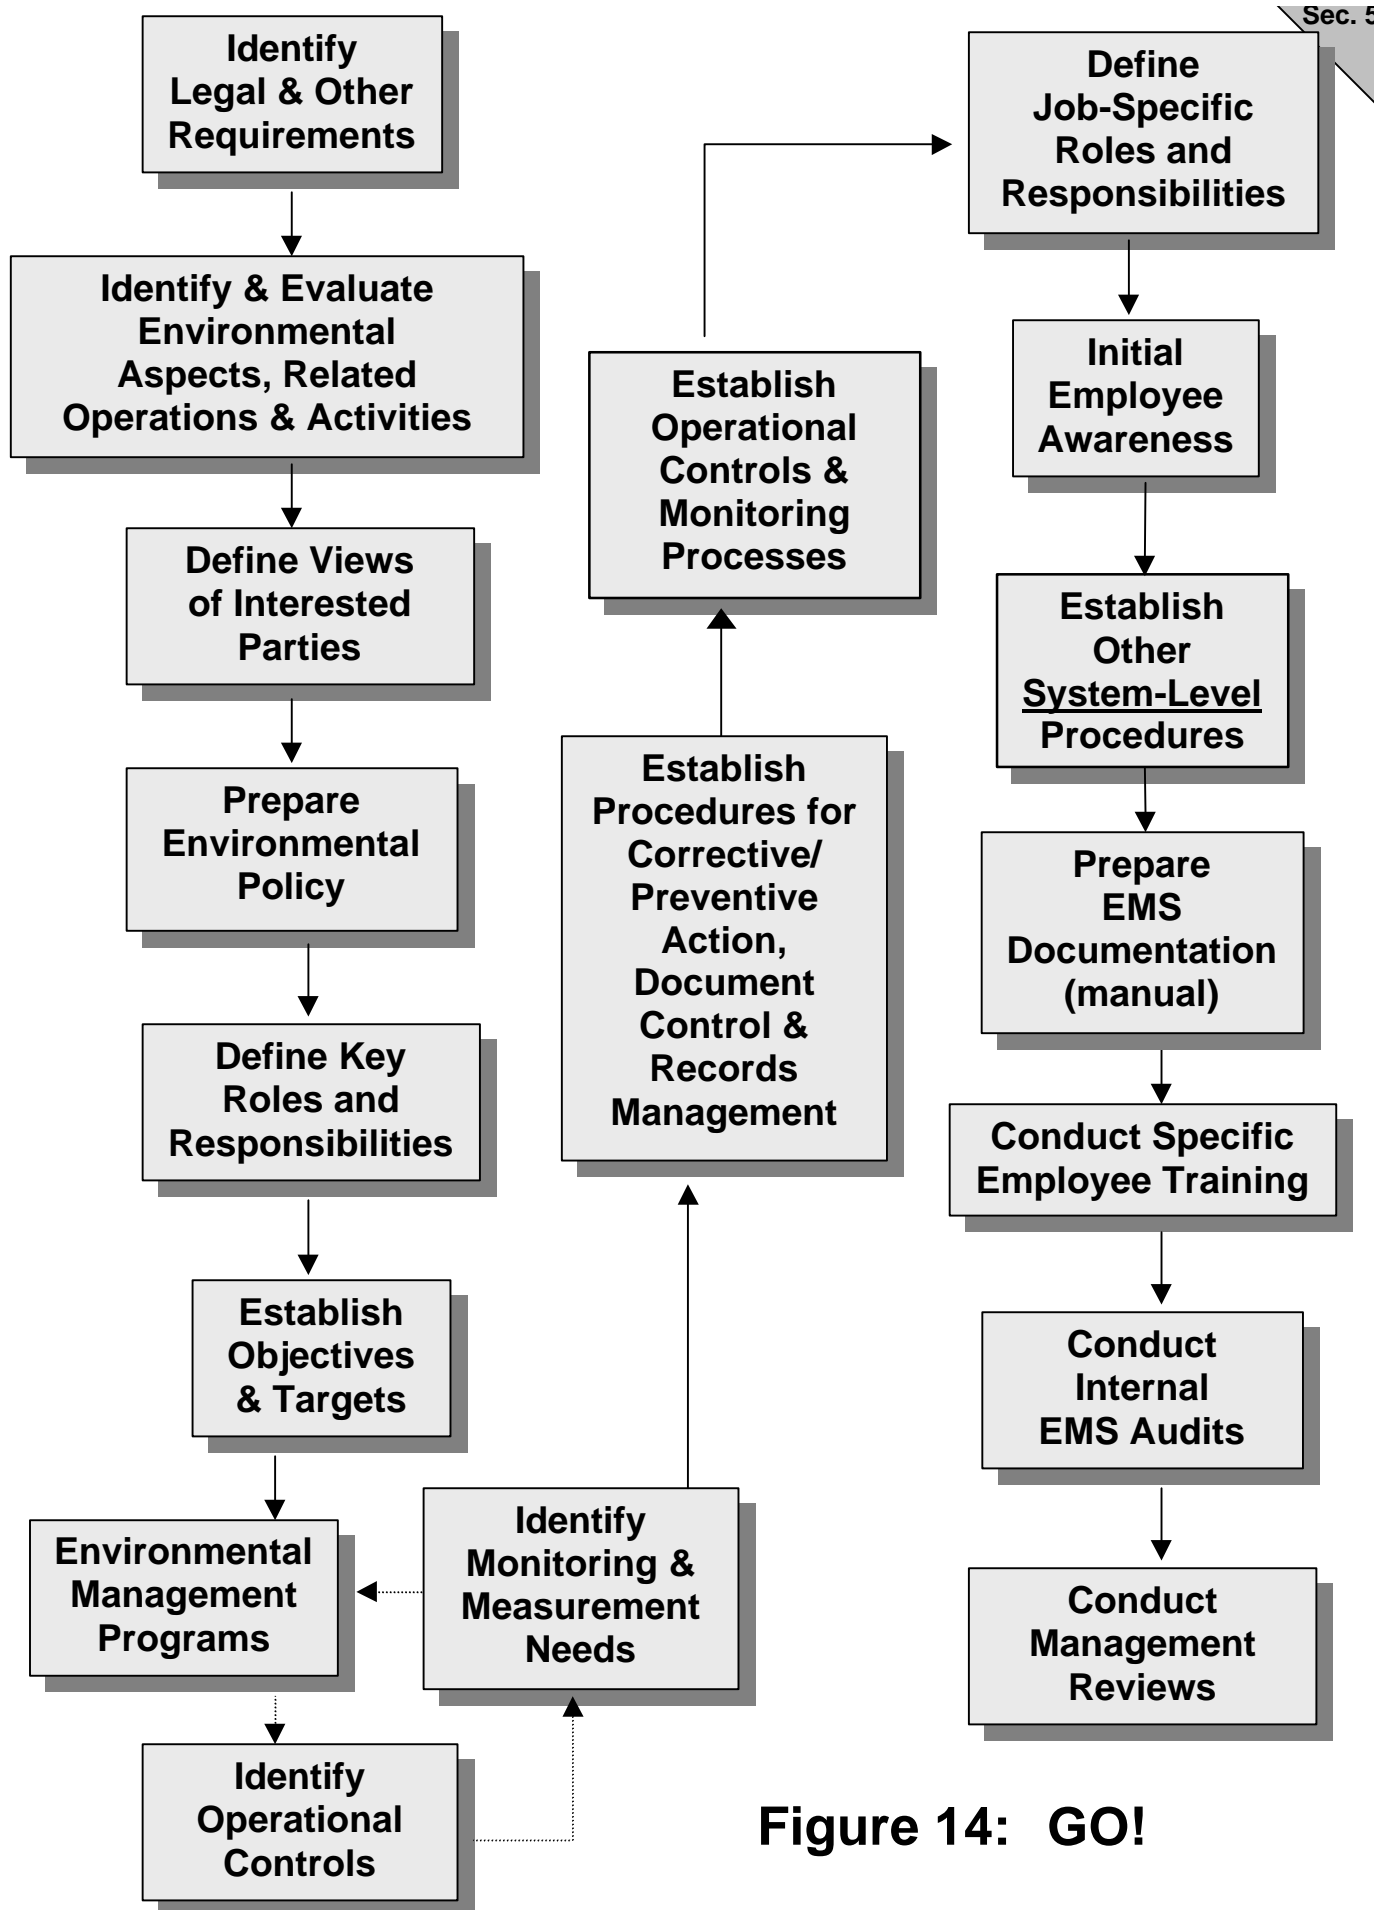 Identify
Legal & Other
Requirements
Identify & Evaluate
Environmental
Aspects, Related
Operations & Activities
Define Views
of Interested
Parties
Prepare
Environmental
Policy
Define Key
Roles and
Responsibilities
Establish
Objectives
& Targets
Environmental
Management
Programs
Identify
Operational
Controls
Identify
Monitoring &
Measurement
Needs
Establish
Procedures for
Corrective/
Preventive
Action,
Document
Control &
Records
Management
Establish
Operational
Controls &
Monitoring
Processes
Sec. 5
Define
Job-Specific
Roles and
Responsibilities
Initial
Employee
Awareness
Establish
Other
System-Level
Procedures
Prepare
EMS
Documentation
(manual)
Conduct Specific
Employee Training
Conduct
Internal
EMS Audits
Conduct
Management
Reviews
Figure 14: GO!